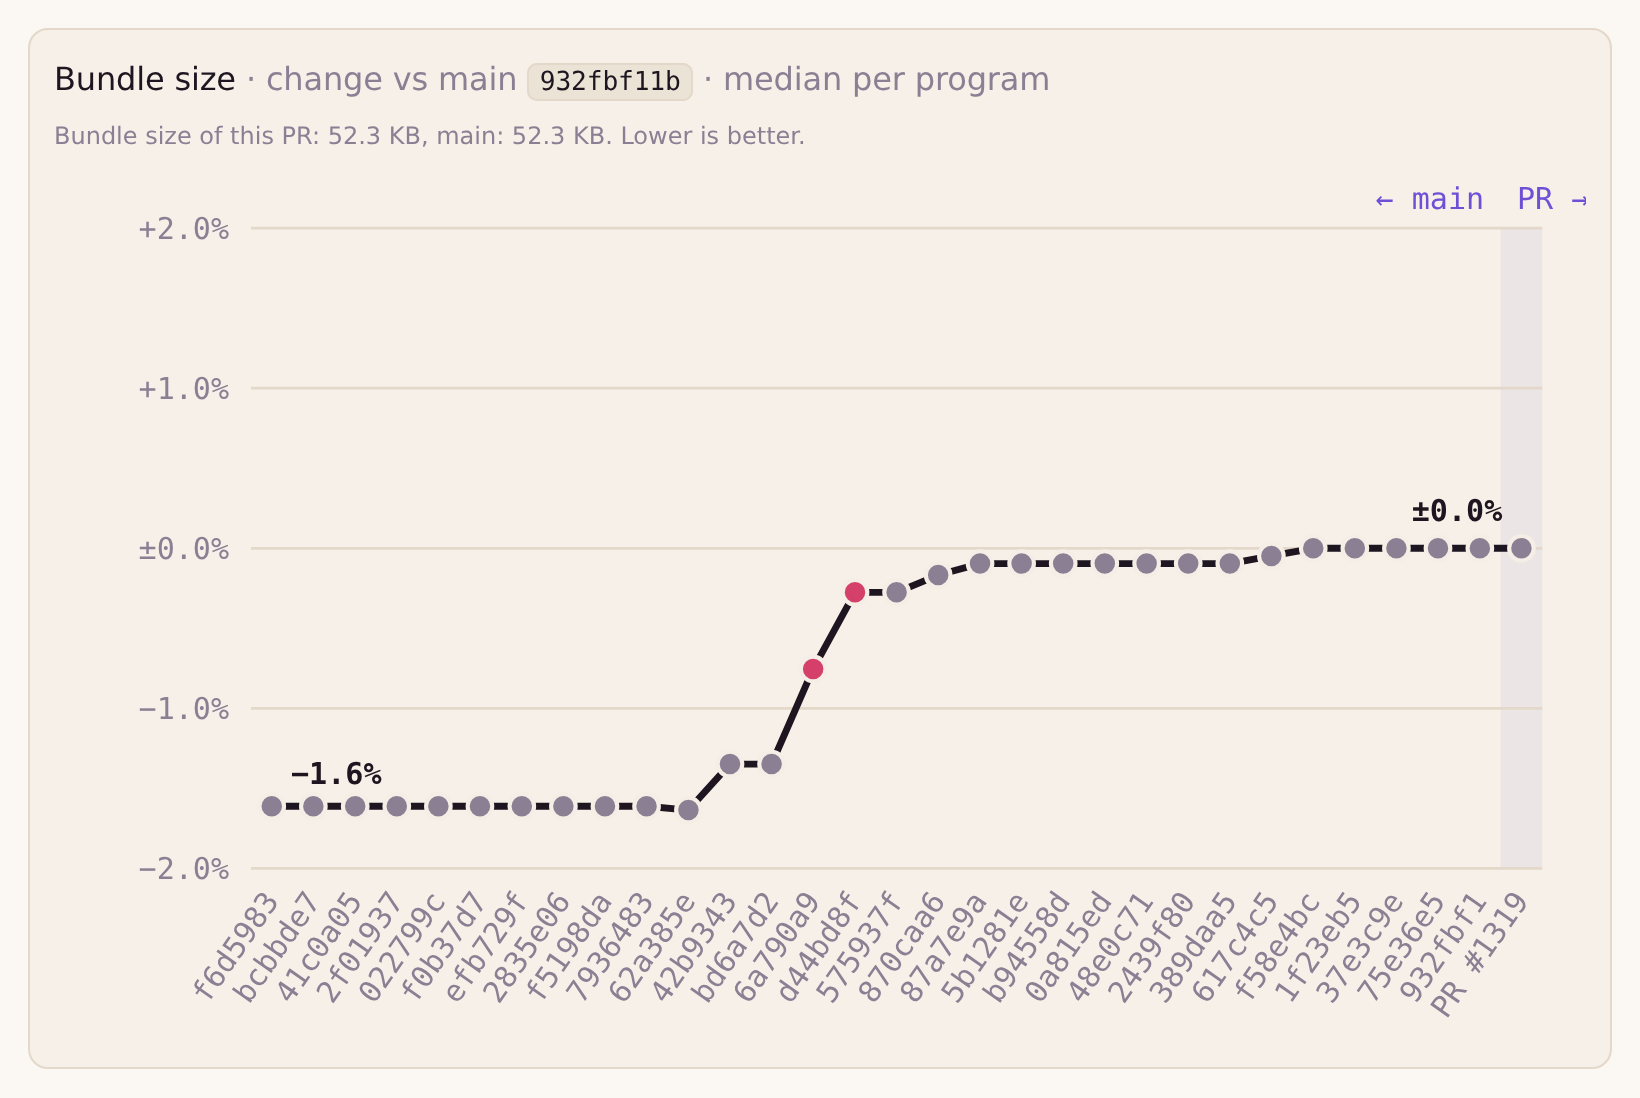 Bundle size · change vs main 932fbf11b · median per program
Bundle size of this PR: 52.3 KB, main: 52.3 KB. Lower is better.
← main PR →
+2.0%
+1.0%
±0.0%
−1.0%
−2.0%
±0.0%
−1.6%
f6d5983
bcbbde7
41c0a05
2f01937
022799c
f0b37d7
efb729f
2835e06
f5198da
7936483
62a385e
42b9343
bd6a7d2
6a790a9
d44bd8f
575937f
870caa6
87a7e9a
5b1281e
b94558d
0a815ed
48e0c71
2439f80
389daa5
617c4c5
f58e4bc
1f23eb5
37e3c9e
75e36e5
932fbf1
PR #1319